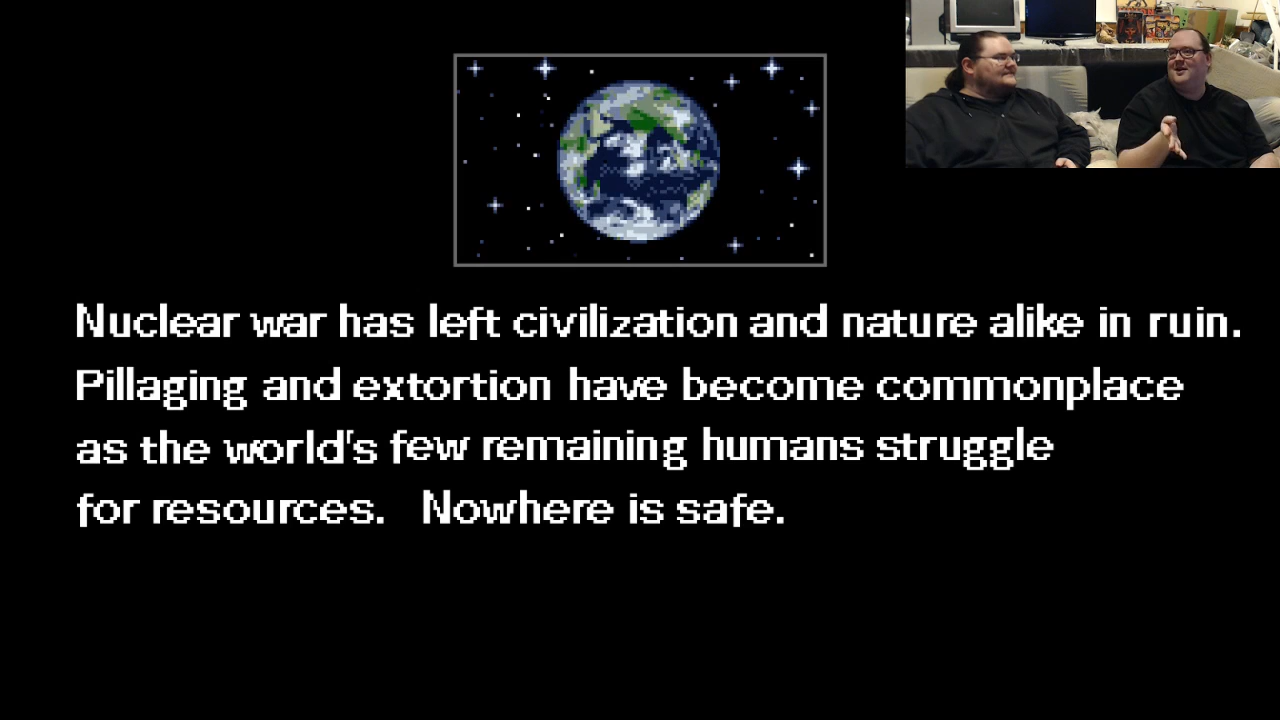 Nuclear war has left civilization and nature alike in ruin.
Pillaging and extortion have become commonplace
as the world's few remaining humans struggle
for resources. Nowhere is safe.